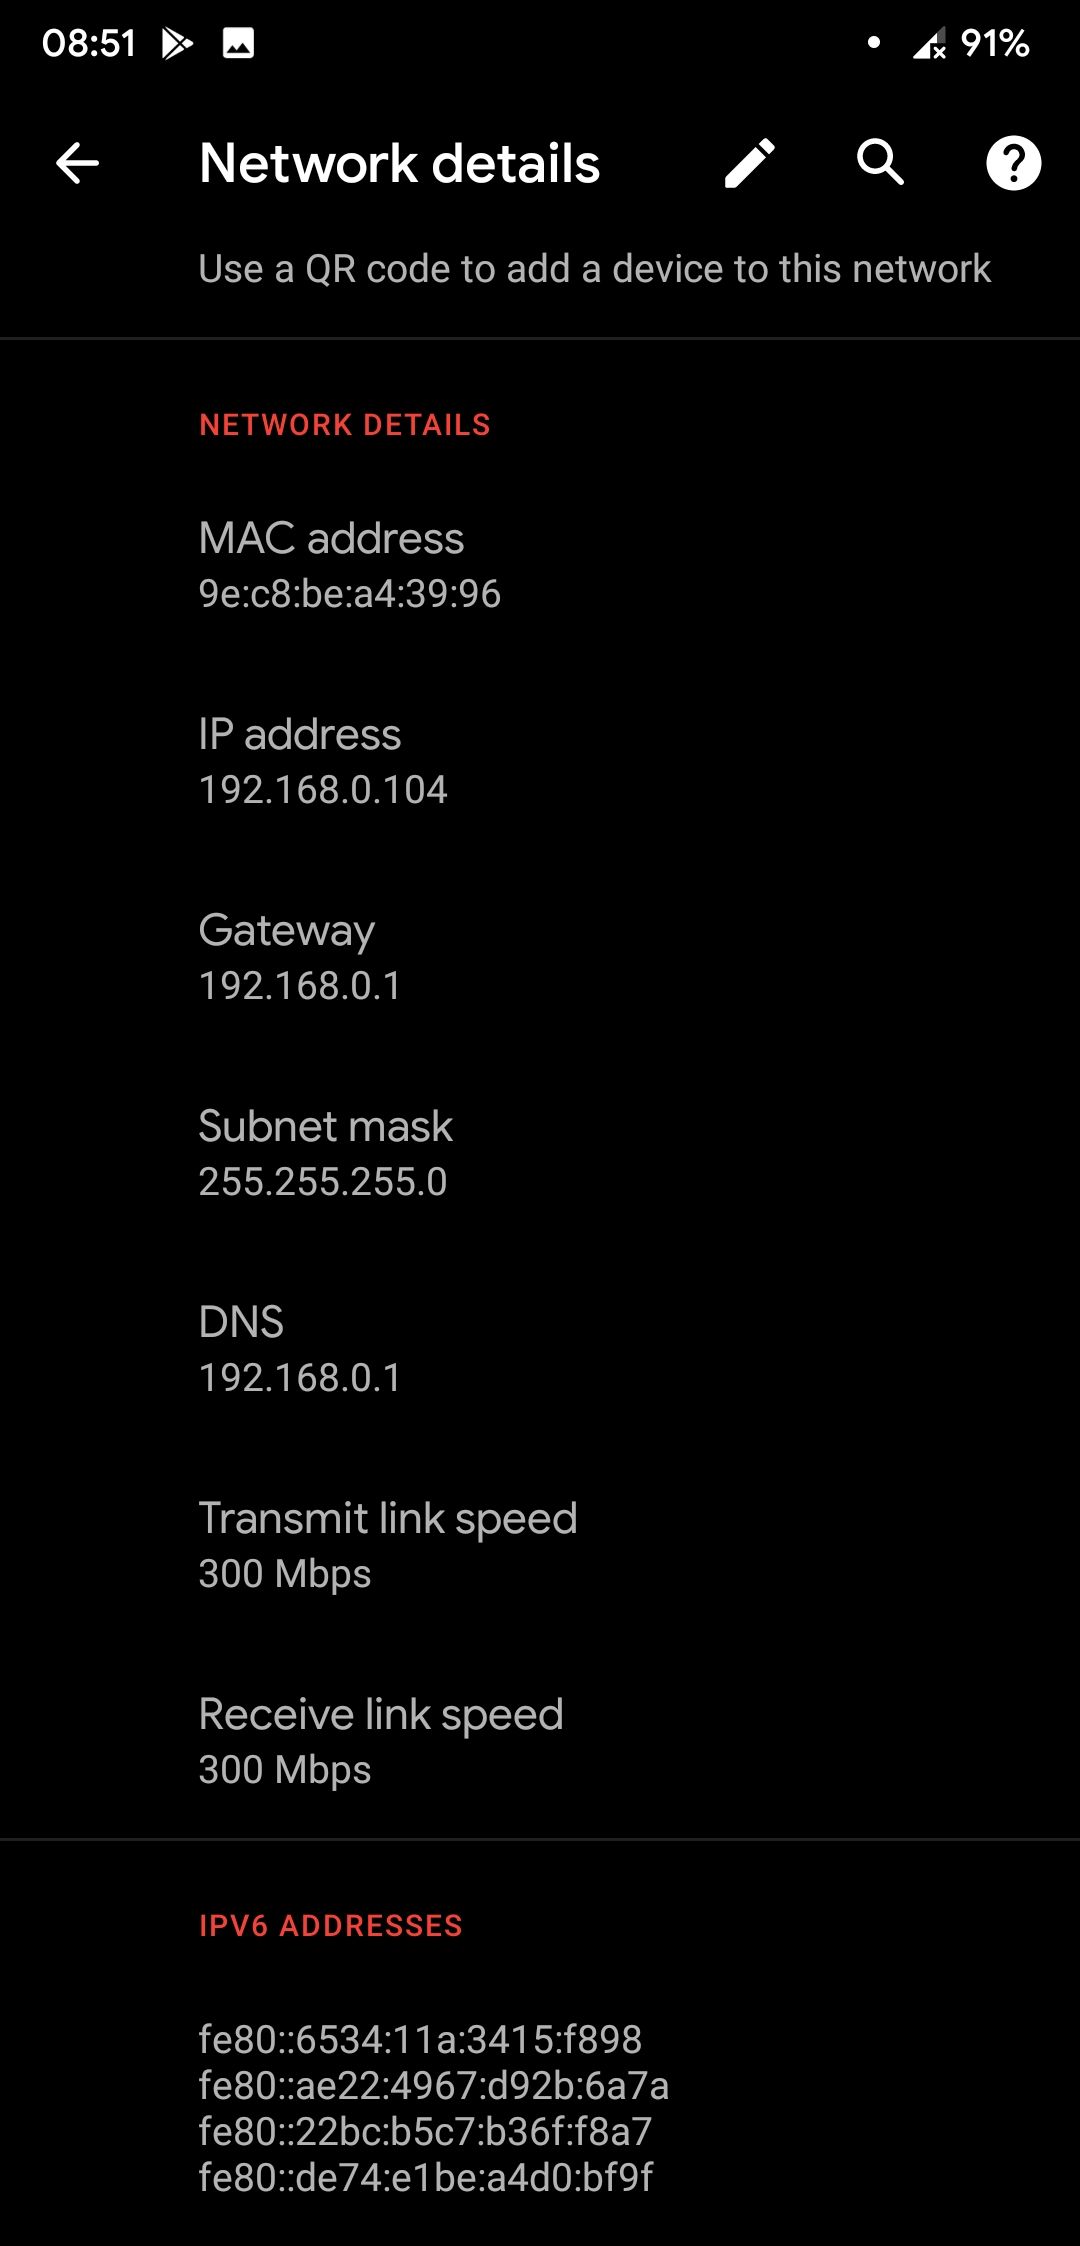 08:51
91%
Network details
Use a QR code to add a device to this network
NETWORK DETAILS
MAC address
9e:c8:be:a4:39:96
IP address
192.168.0.104
Gateway
192.168.0.1
Subnet mask
255.255.255.0
DNS
192.168.0.1
Transmit link speed
300 Mbps
Receive link speed
300 Mbps
IPV6 ADDRESSES
fe80::6534:11a:3415:f898
fe80::ae22:4967:d92b:6a7a
fe80::22bc:b5c7:b36f:f8a7
fe80::de74:e1be:a4d0:bf9f